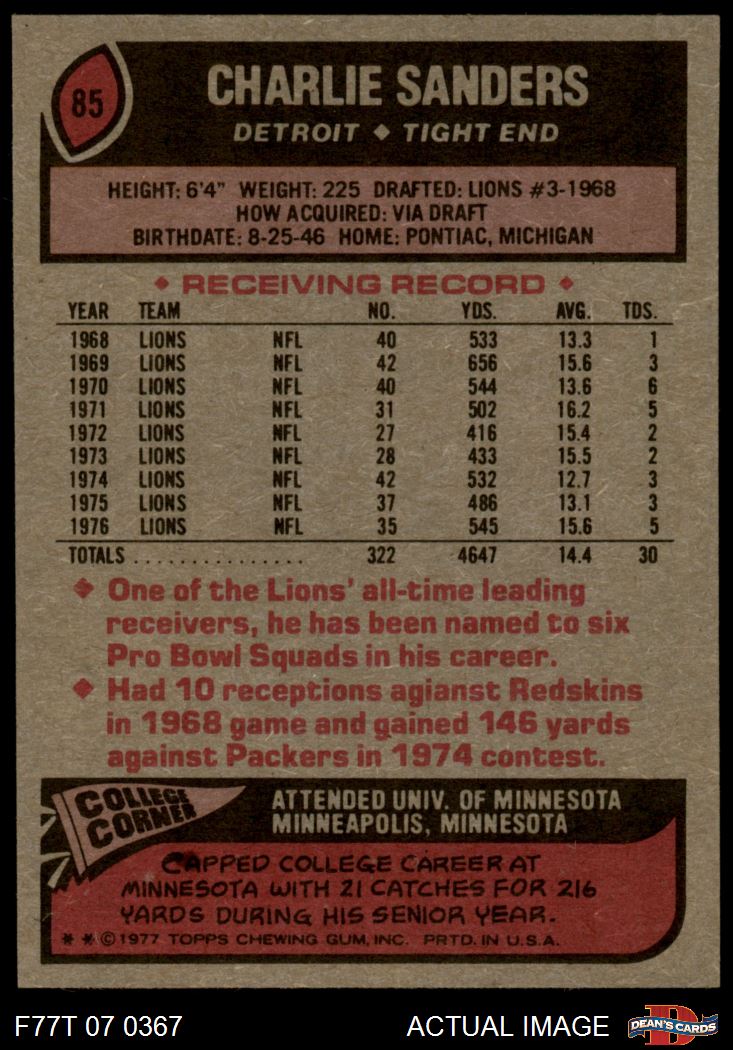 85
CHARLIE SANDERS
DETROIT ◆ TIGHT END
HEIGHT: 6'4" WEIGHT: 225 DRAFTED: LIONS #3-1968
HOW ACQUIRED: VIA DRAFT
BIRTHDATE: 8-25-46 HOME: PONTIAC, MICHIGAN
◆ RECEIVING RECORD ◆
YEAR TEAM NO. YDS. AVG. TDS.
1968 LIONS NFL 40 533 13.3 1
1969 LIONS NFL 42 656 15.6 3
1970 LIONS NFL 40 544 13.6 6
1971 LIONS NFL 31 502 16.2 5
1972 LIONS NFL 27 416 15.4 2
1973 LIONS NFL 28 433 15.5 2
1974 LIONS NFL 42 532 12.7 3
1975 LIONS NFL 37 486 13.1 3
1976 LIONS NFL 35 545 15.6 5
TOTALS ................ 322 4647 14.4 30
◆ One of the Lions' all-time leading
receivers, he has been named to six
Pro Bowl Squads in his career.
◆ Had 10 receptions agianst Redskins
in 1968 game and gained 146 yards
against Packers in 1974 contest.
COLLEGE
CORNER
ATTENDED UNIV. OF MINNESOTA
MINNEAPOLIS, MINNESOTA
CAPPED COLLEGE CAREER AT
MINNESOTA WITH 21 CATCHES FOR 216
YARDS DURING HIS SENIOR YEAR.
* * © 1977 TOPPS CHEWING GUM, INC. PRTD. IN U.S.A.
F77T 07 0367 ACTUAL IMAGE
D
DEAN'S CARDS